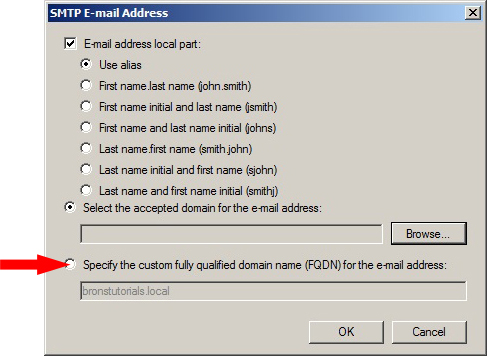 SMTP E-mail Address
E-mail address local part:
Use alias
First name.last name (john.smith)
First name initial and last name (jsmith)
First name and last name initial (johns)
Last name.first name (smith.john)
Last name initial and first name (sjohn)
Last name and first name initial (smithj)
Select the accepted domain for the e-mail address:
Browse...
Specify the custom fully qualified domain name (FQDN) for the e-mail address:
bronstutorials.local
OK Cancel